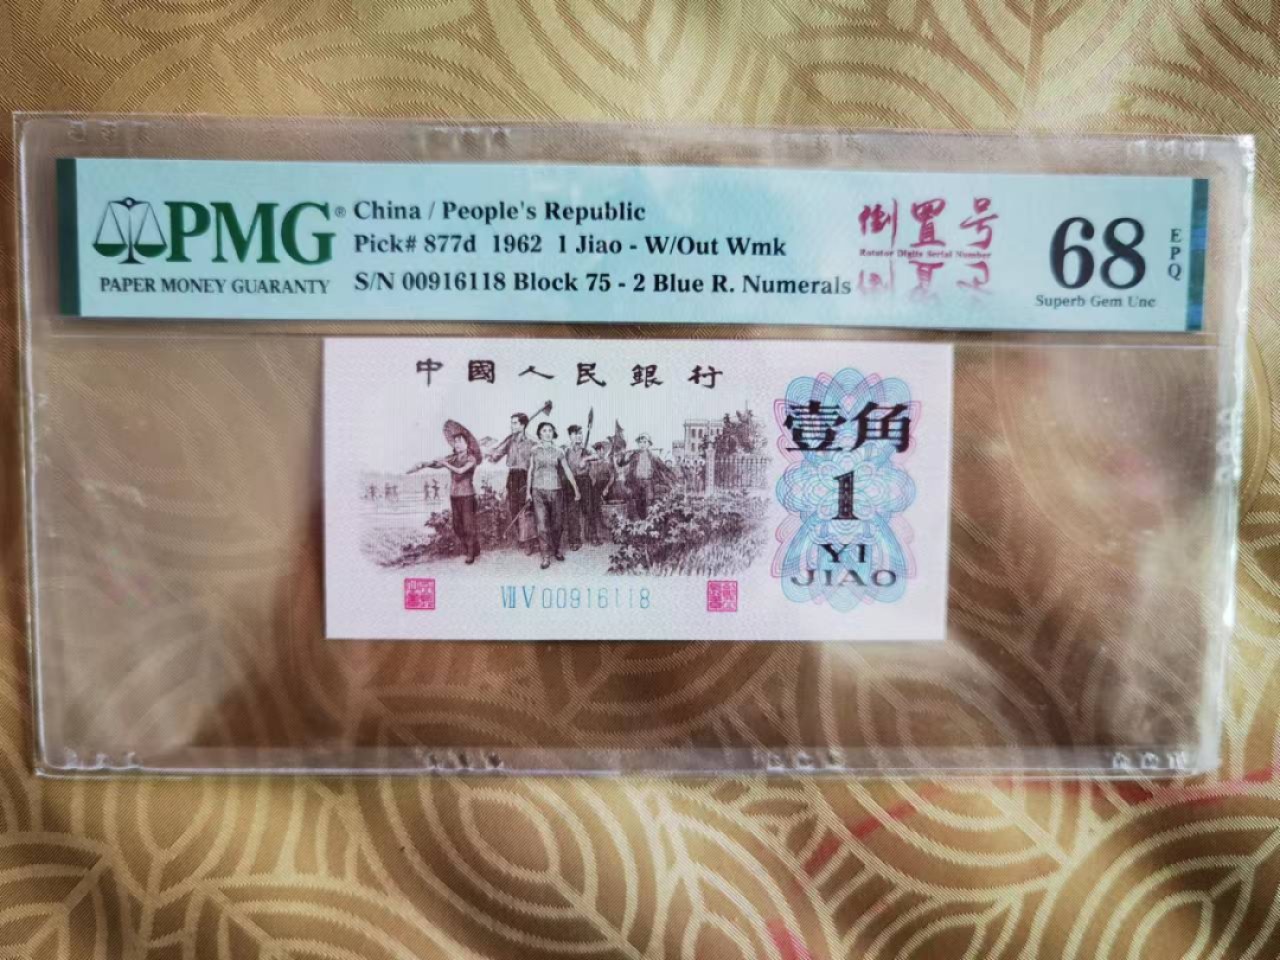 PMG®
PAPER MONEY GUARANTY
China / People's Republic
Pick# 877d 1962 1 Jiao - W/Out Wmk
S/N 00916118 Block 75 - 2 Blue R. Numerals
倒置号
Rotator Digits Serial Number
68
EPQ
Superb Gem Unc
中國人民銀行
壹角
1
YI
JIAO
Ⅷ Ⅴ 00916118